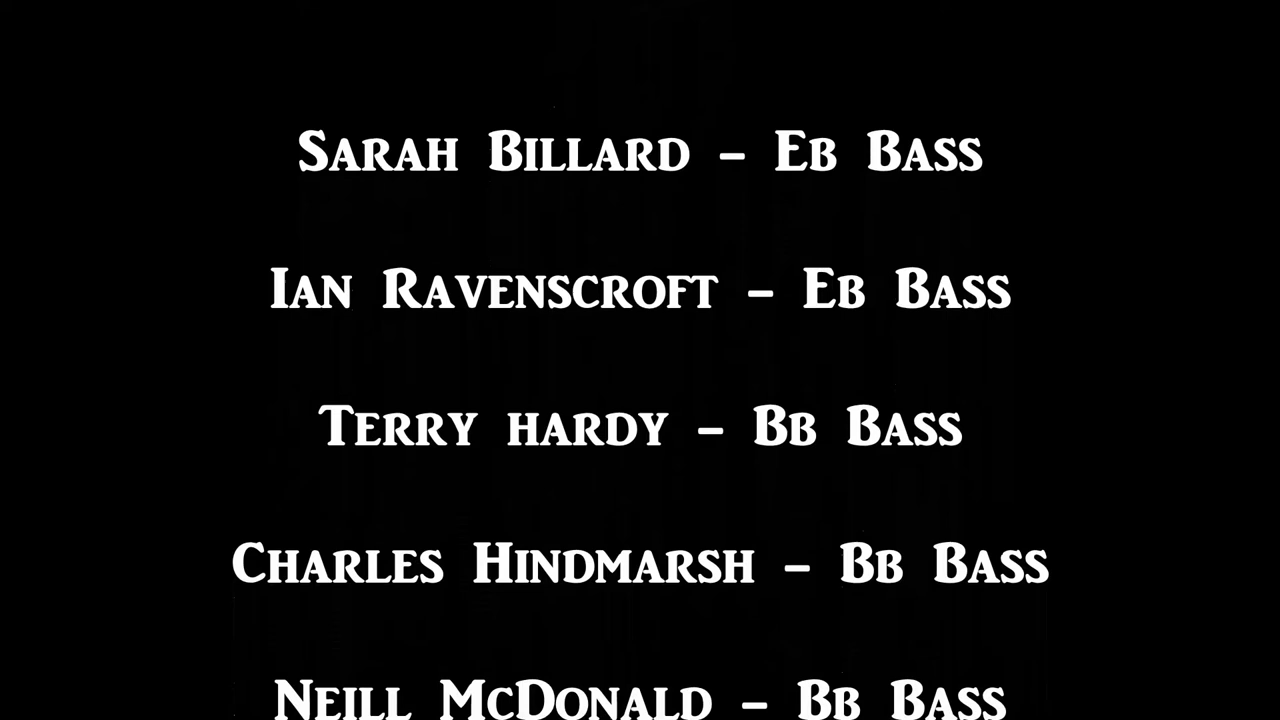 Sarah Billard – Eb Bass
Ian Ravenscroft – Eb Bass
Terry hardy – Bb Bass
Charles Hindmarsh – Bb Bass
Neill McDonald – Bb Bass